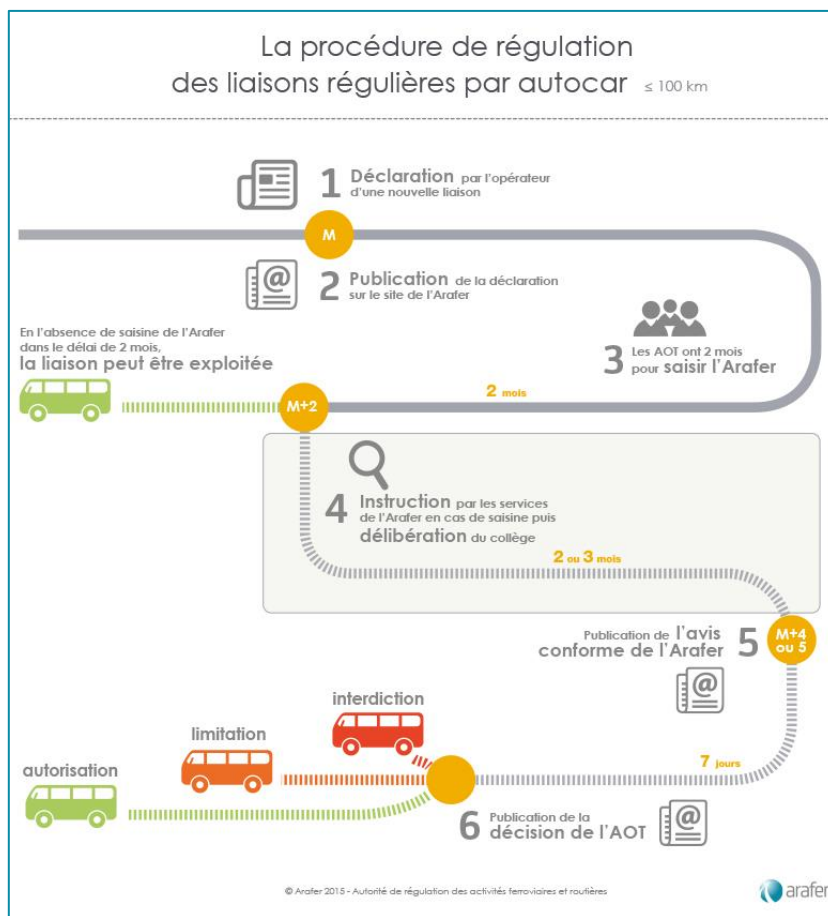 La procédure de régulation
des liaisons régulières par autocar ≤ 100 km
1 Déclaration par l'opérateur
d'une nouvelle liaison
M
2 Publication de la déclaration
sur le site de l'Arafer
3 Les AOT ont 2 mois
pour saisir l'Arafer
En l'absence de saisine de l'Arafer
dans le délai de 2 mois,
la liaison peut être exploitée
M+2
2 mois
4 Instruction par les services
de l'Arafer en cas de saisine puis
délibération du collège
2 ou 3 mois
Publication de l'avis
conforme de l'Arafer 5
M+4
ou 5
interdiction
limitation
autorisation
7 jours
6 Publication de la
décision de l'AOT
© Arafer 2015 - Autorité de régulation des activités ferroviaires et routières
arafer